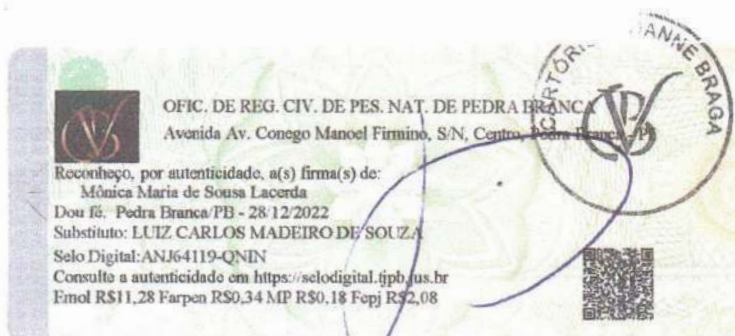 OFIC. DE REG. CIV. DE PES. NAT. DE PEDRA BRANCA
Avenida Av. Conego Manoel Firmino, S/N, Centro, Pedra Branca - PB
Reconheço, por autenticidade, a(s) firma(s) de:
Mônica Maria de Sousa Lacerda
Dou fé. Pedra Branca/PB - 28/12/2022
Substituto: LUIZ CARLOS MADEIRO DE SOUZA
Selo Digital: ANJ64119-QNIN
Consulte a autenticidade em https://selodigital.tjpb.jus.br
Emol R$11,28 Farpen R$0,34 MP R$0,18 Fepj R$2,08
CARTÓRIO
ANNE BRAGA